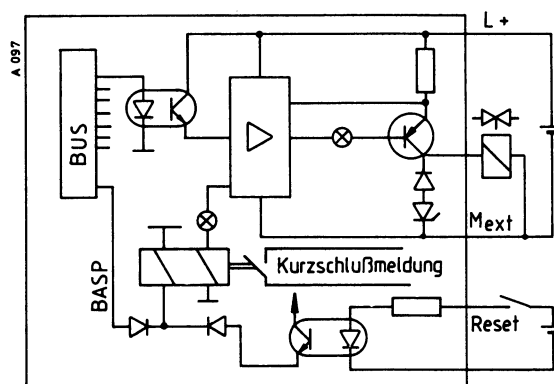 A 097
L+
BUS
Mext
Kurzschlußmeldung
BASP
Reset